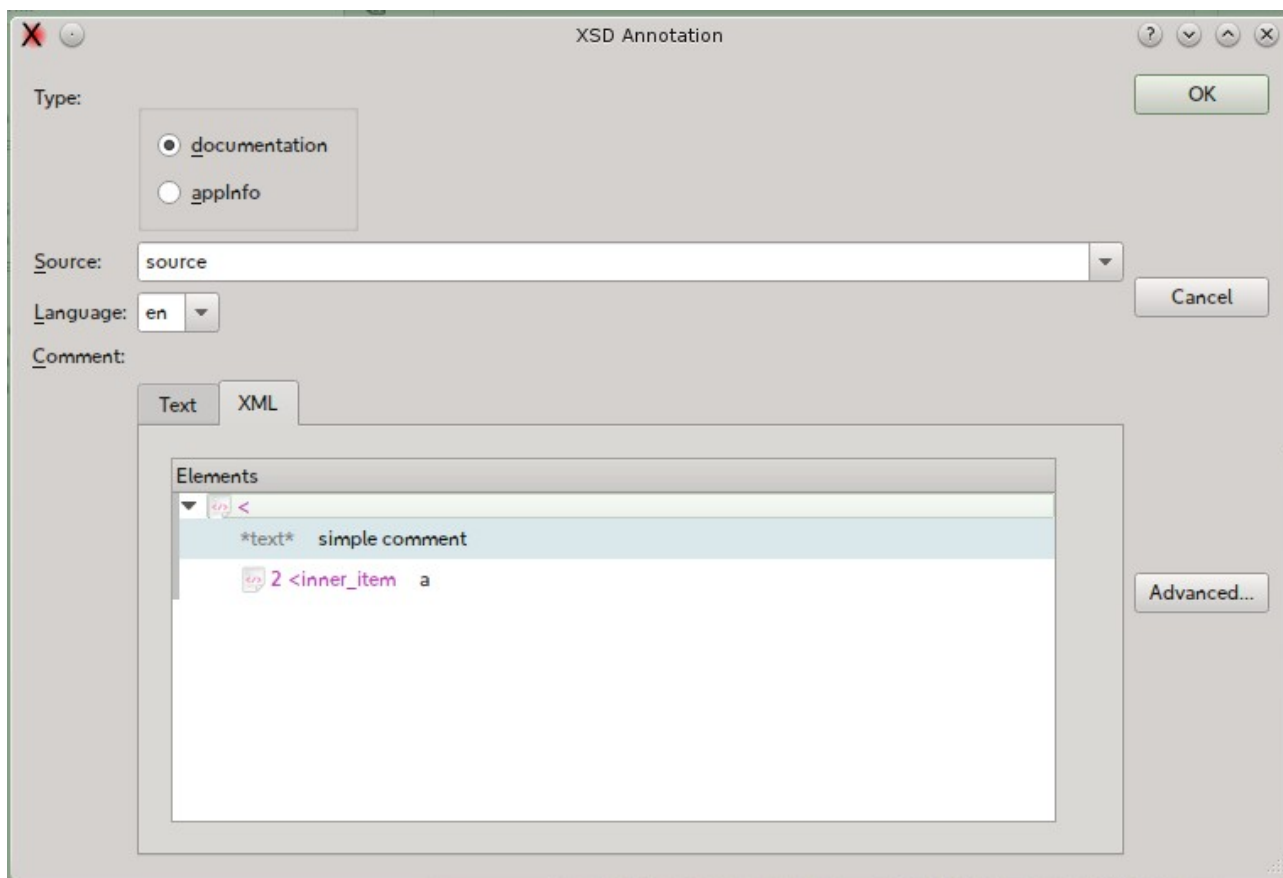 XSD Annotation
Type:
OK
documentation
appInfo
Source: source
Cancel
Language: en
Comment:
Text XML
Elements
<
*text* simple comment
2 <inner_item a
Advanced...